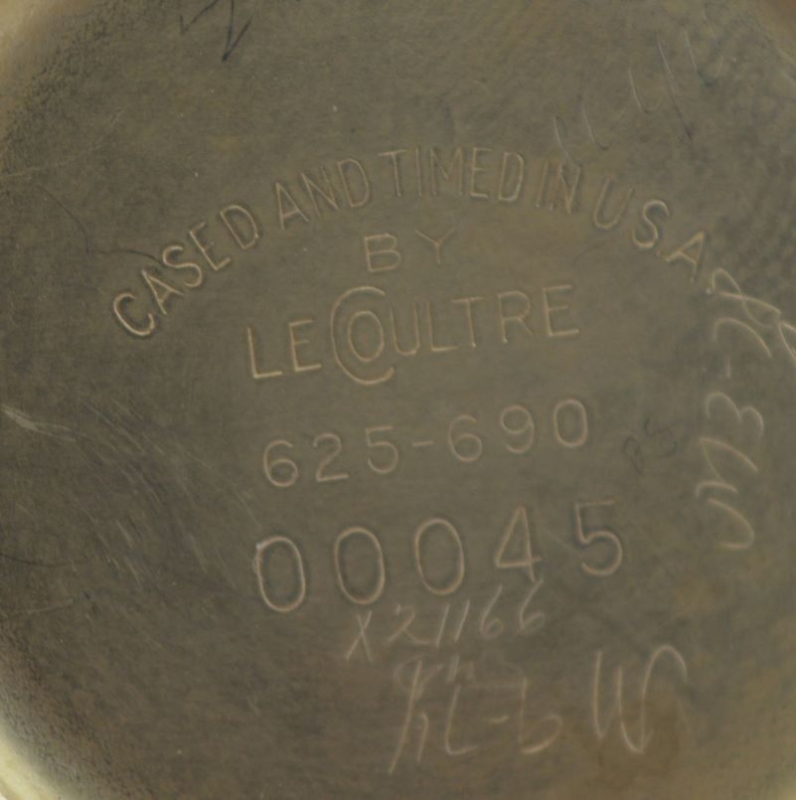 CASED AND TIMED IN U.S.A.
BY
LECOULTRE
625-690
00045
X21166